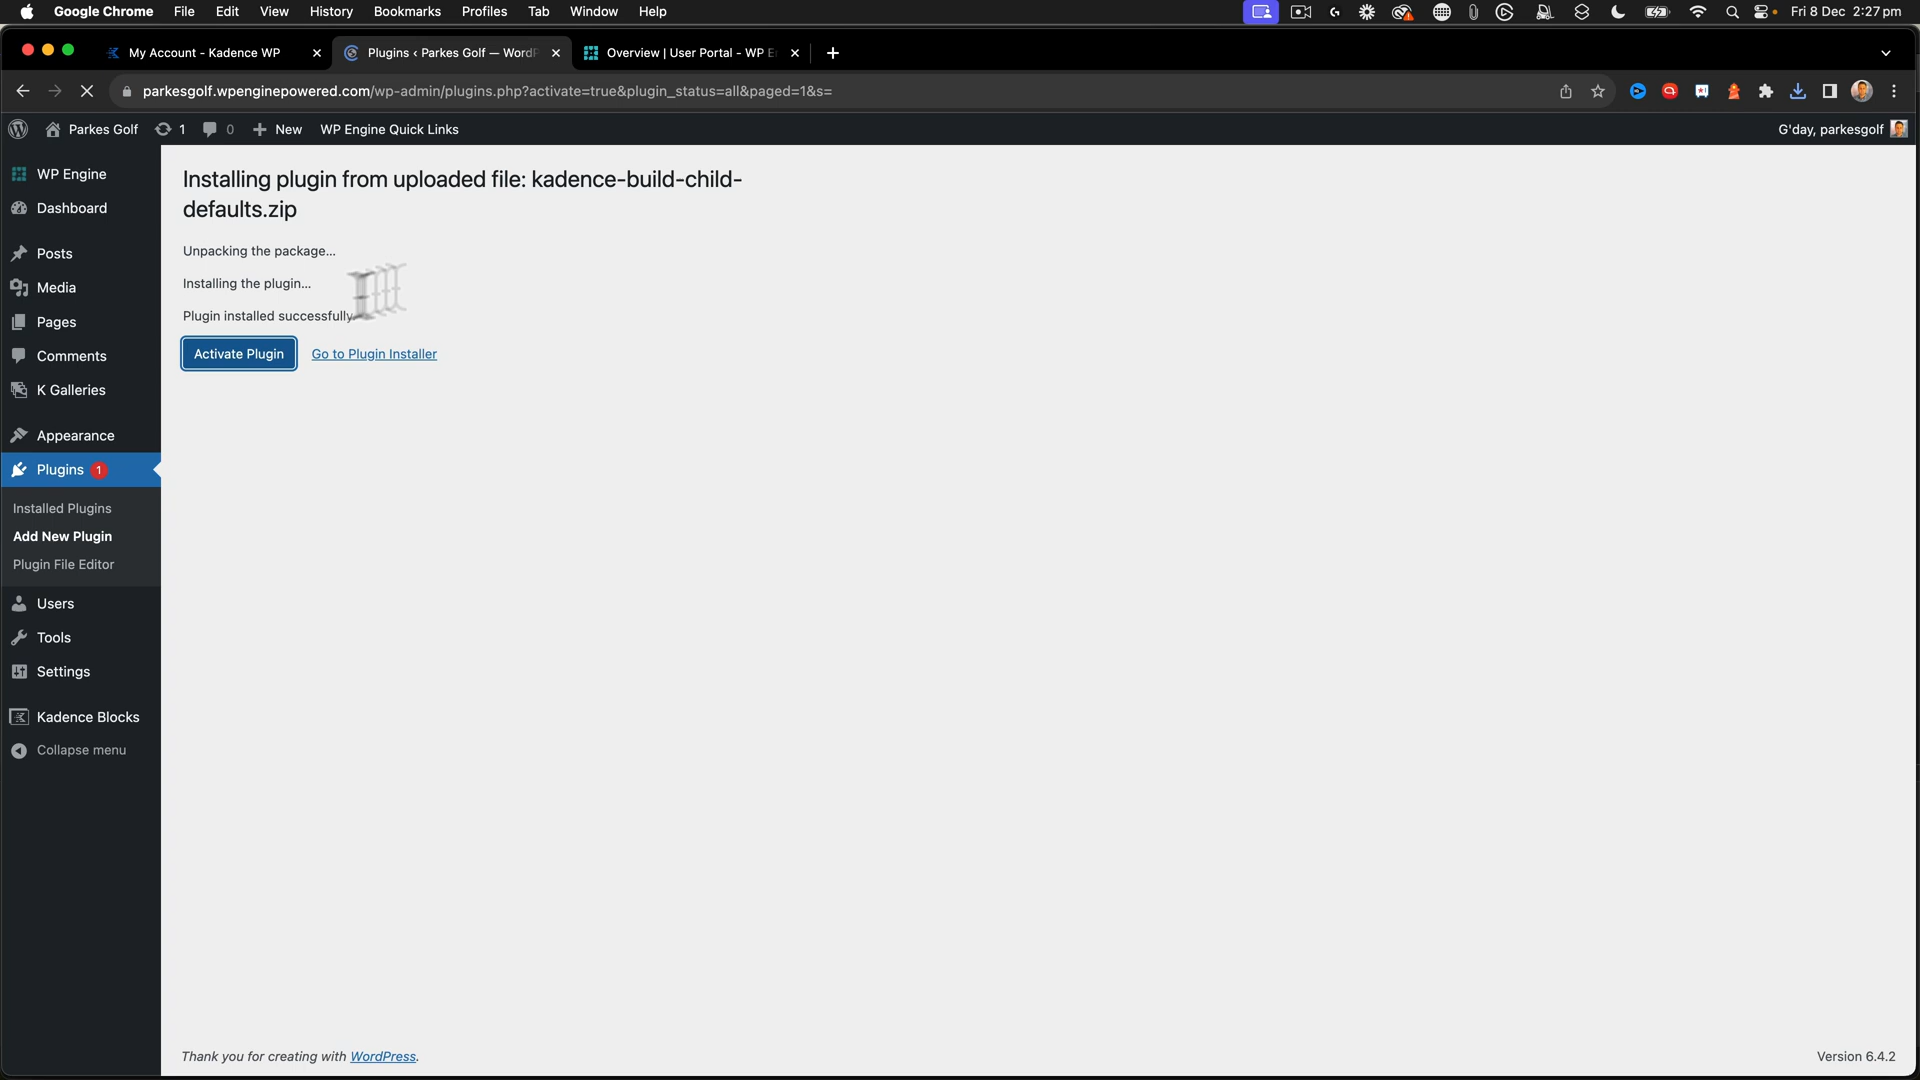 Google Chrome File Edit View History Bookmarks Profiles Tab Window Help Fri 8 Dec 2:27 pm
My Account - Kadence WP Plugins ‹ Parkes Golf — WordP Overview | User Portal - WP E
parkesgolf.wpenginepowered.com/wp-admin/plugins.php?activate=true&plugin_status=all&paged=1&s=
Parkes Golf 1 0 New WP Engine Quick Links G'day, parkesgolf
WP Engine
Dashboard
Posts
Media
Pages
Comments
K Galleries
Appearance
Plugins 1
Installed Plugins
Add New Plugin
Plugin File Editor
Users
Tools
Settings
Kadence Blocks
Collapse menu
Installing plugin from uploaded file: kadence-build-child-
defaults.zip
Unpacking the package...
Installing the plugin...
Plugin installed successfully.
Activate Plugin Go to Plugin Installer
Thank you for creating with WordPress. Version 6.4.2